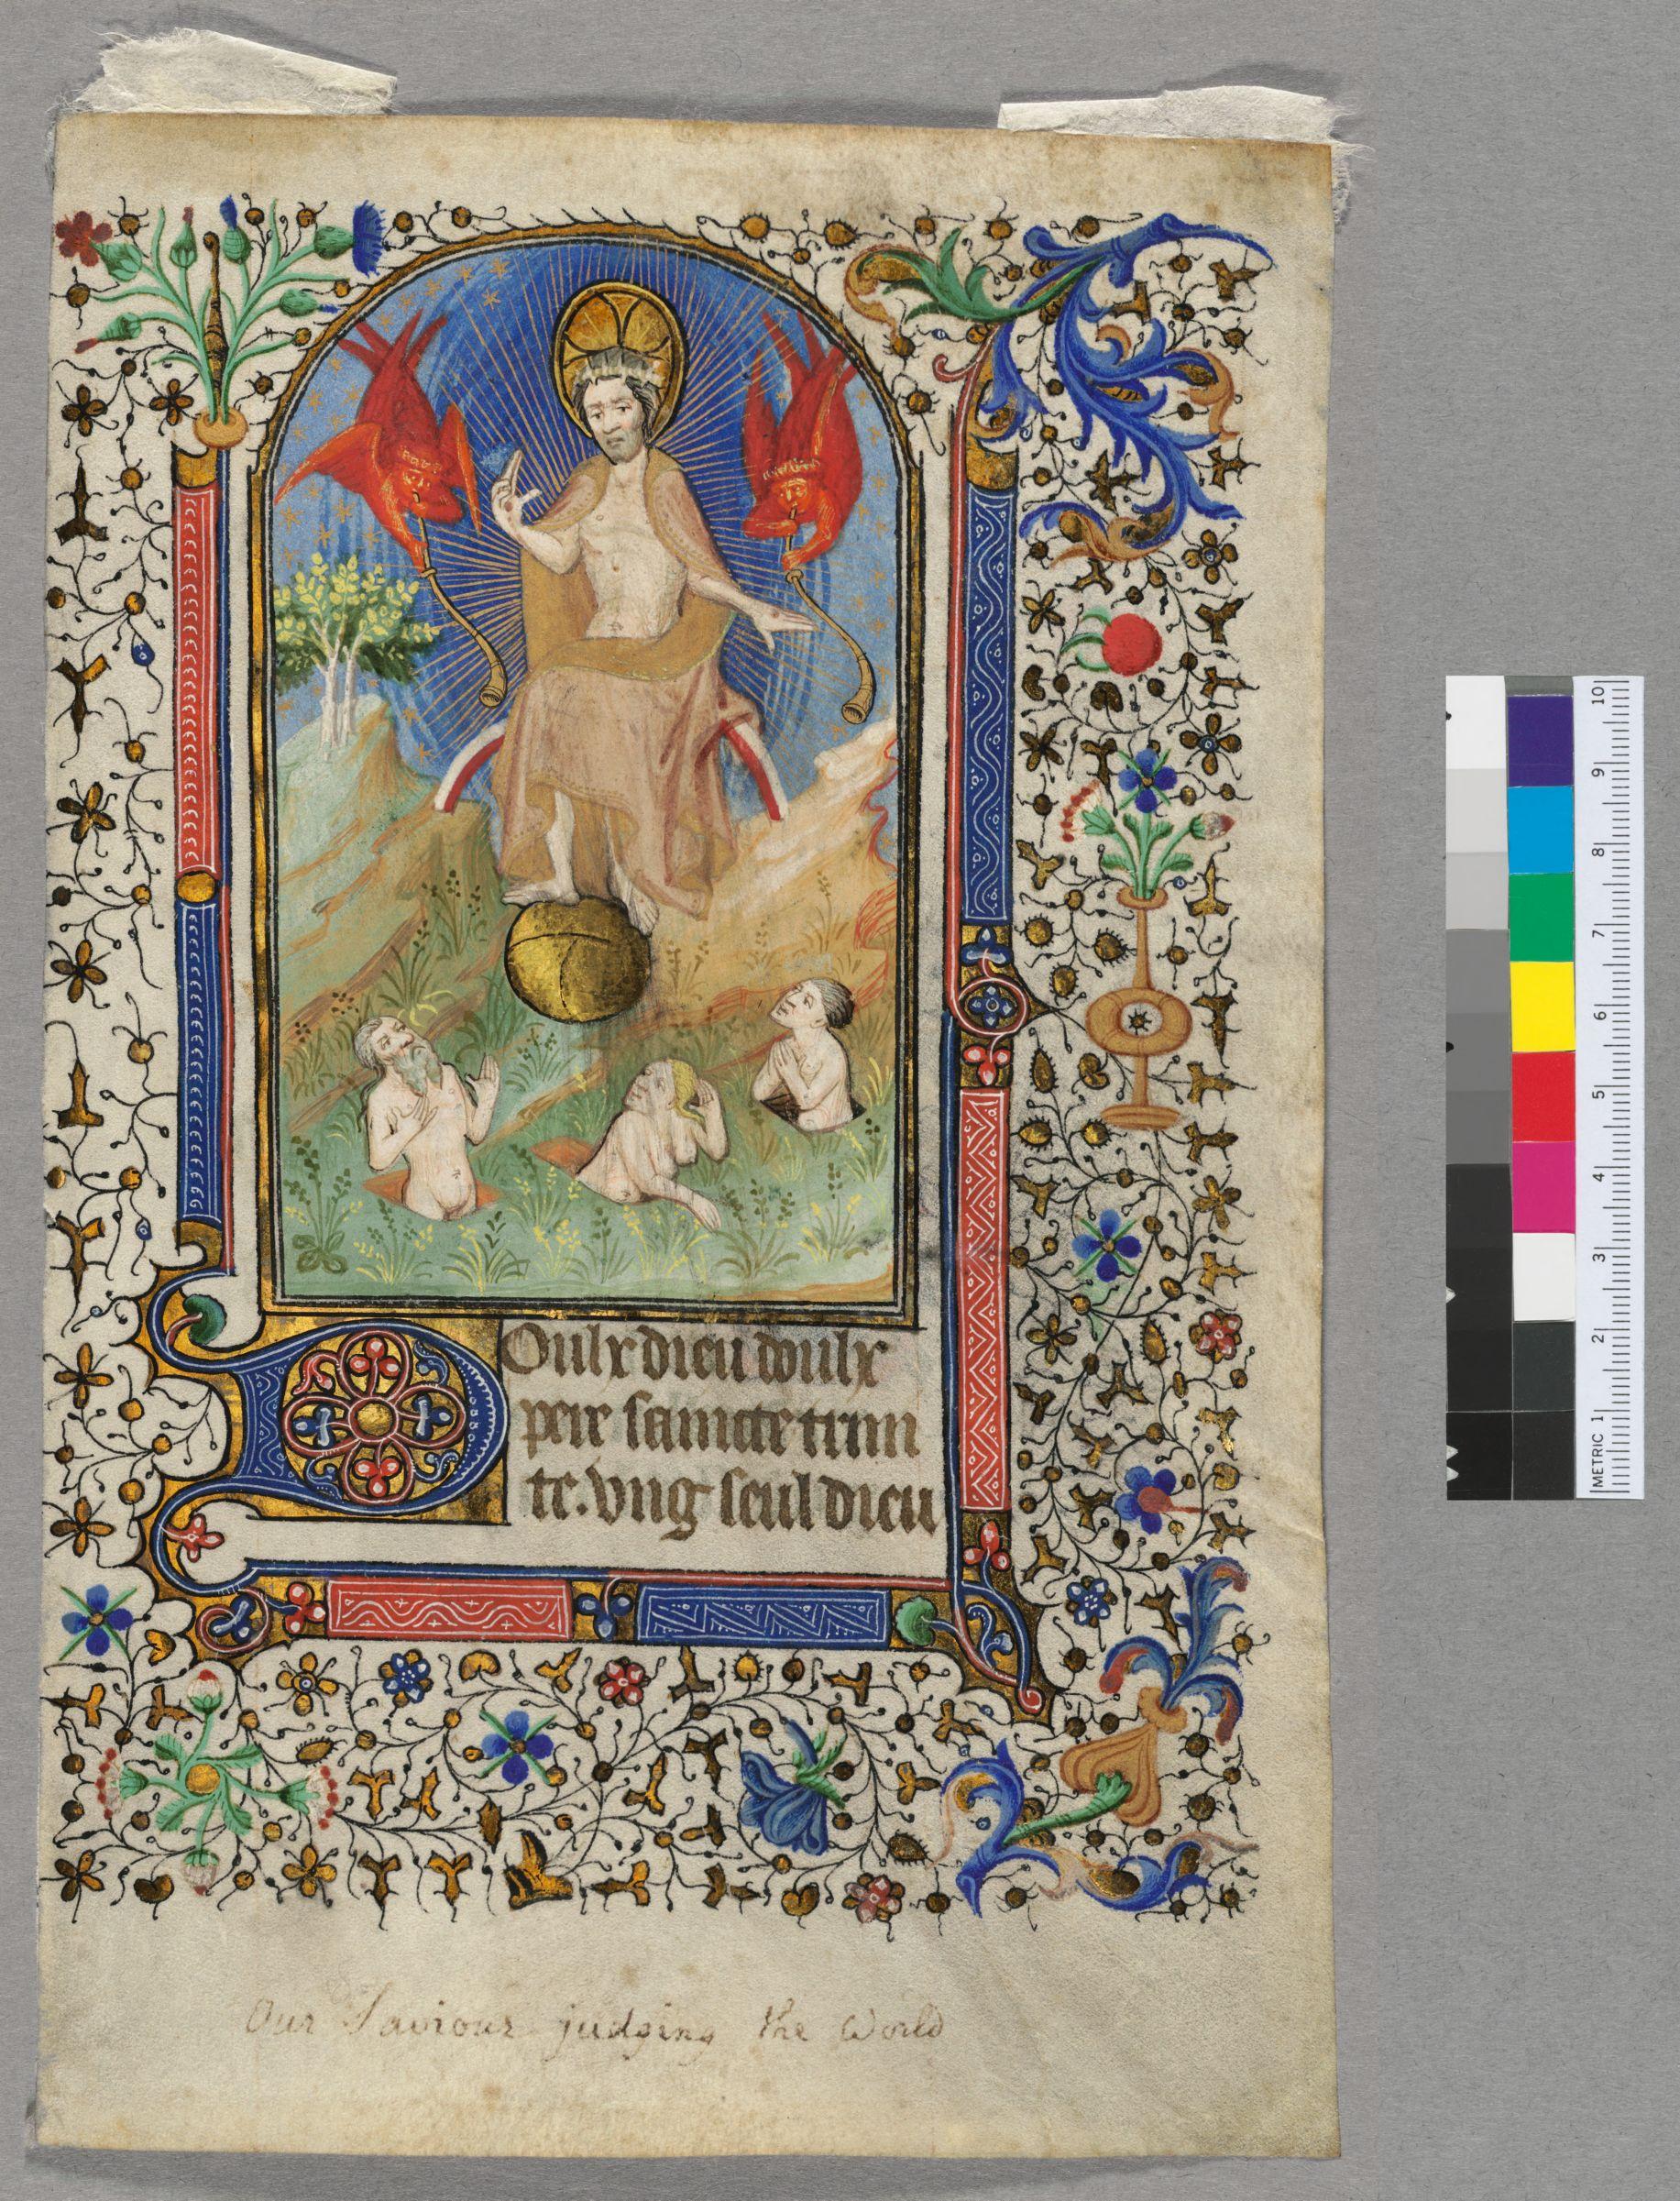 Doulx dieu doulx
pere saincte trini
te. vng seul dieu
Our Saviour judging the World
METRIC 1 2 3 4 5 6 7 8 9 10